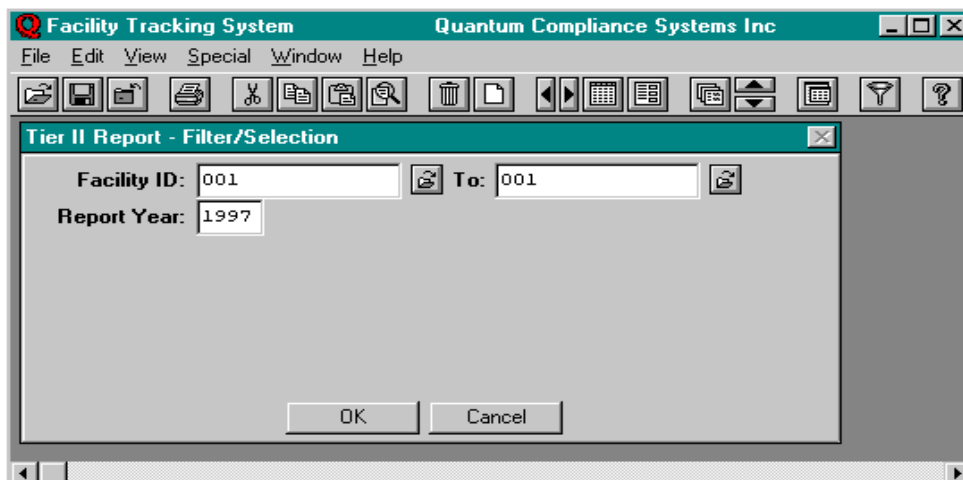 Facility Tracking System Quantum Compliance Systems Inc
File Edit View Special Window Help
Tier II Report - Filter/Selection
Facility ID: 001 To: 001
Report Year: 1997
OK Cancel